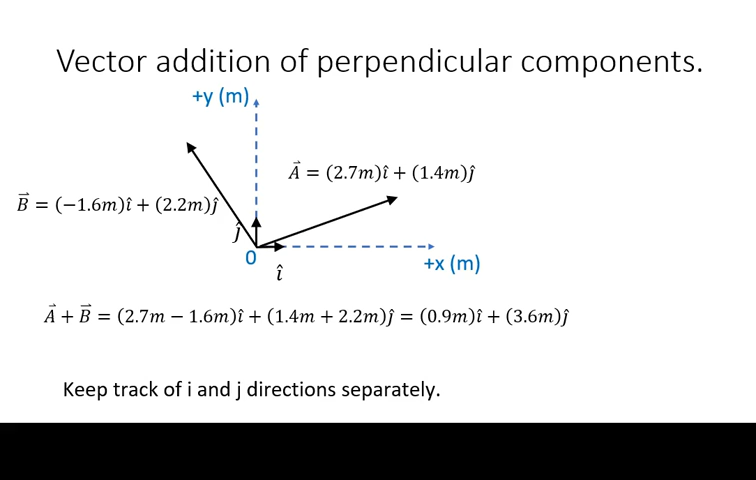 Vector addition of perpendicular components.
+y (m)
A⃗ = (2.7m)î + (1.4m)ĵ
B⃗ = (−1.6m)î + (2.2m)ĵ
ĵ
0
+x (m)
î
A⃗ + B⃗ = (2.7m − 1.6m)î + (1.4m + 2.2m)ĵ = (0.9m)î + (3.6m)ĵ
Keep track of i and j directions separately.